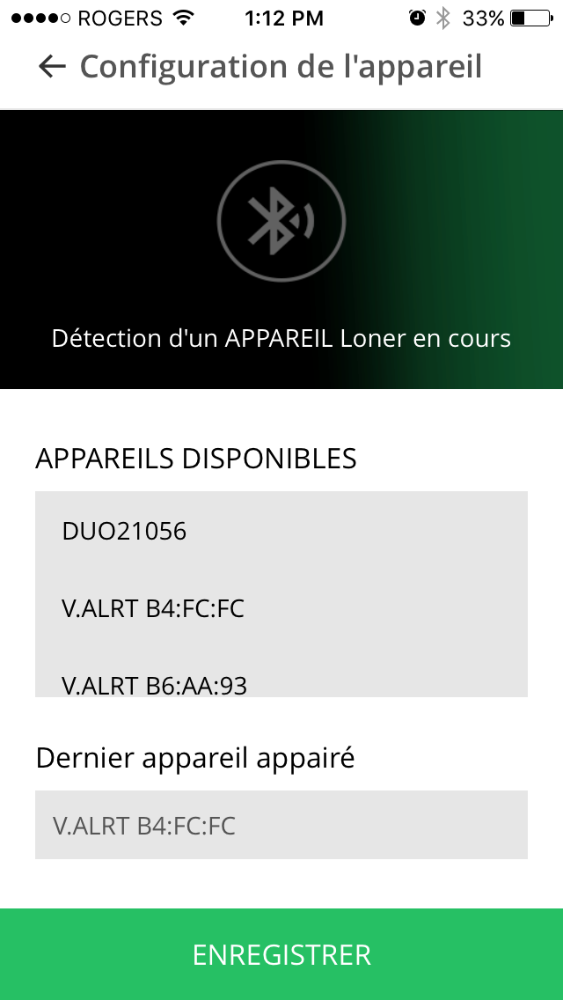 ROGERS 1:12 PM 33%
Configuration de l'appareil
Détection d'un APPAREIL Loner en cours
APPAREILS DISPONIBLES
DUO21056
V.ALRT B4:FC:FC
V.ALRT B6:AA:93
Dernier appareil appairé
V.ALRT B4:FC:FC
ENREGISTRER